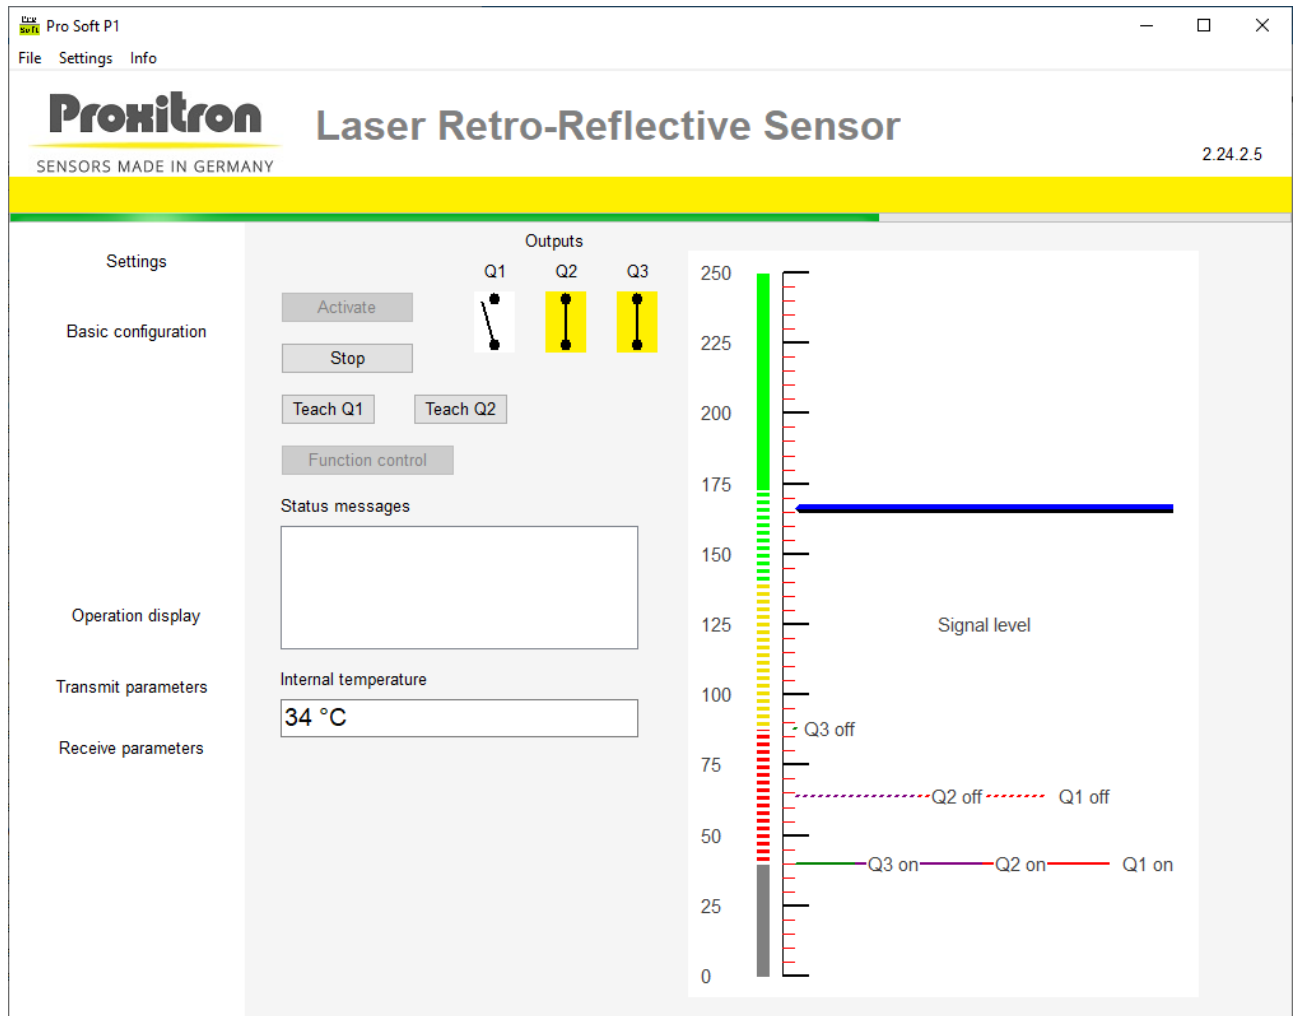 Pro Soft
Pro Soft P1
File Settings Info
Proxitron
SENSORS MADE IN GERMANY
Laser Retro-Reflective Sensor
2.24.2.5
Settings
Basic configuration
Operation display
Transmit parameters
Receive parameters
Outputs
Q1 Q2 Q3
Activate
Stop
Teach Q1 Teach Q2
Function control
Status messages
Internal temperature
34 °C
250
225
200
175
150
125
Signal level
100
Q3 off
75
Q2 off Q1 off
50
Q3 on Q2 on Q1 on
25
0